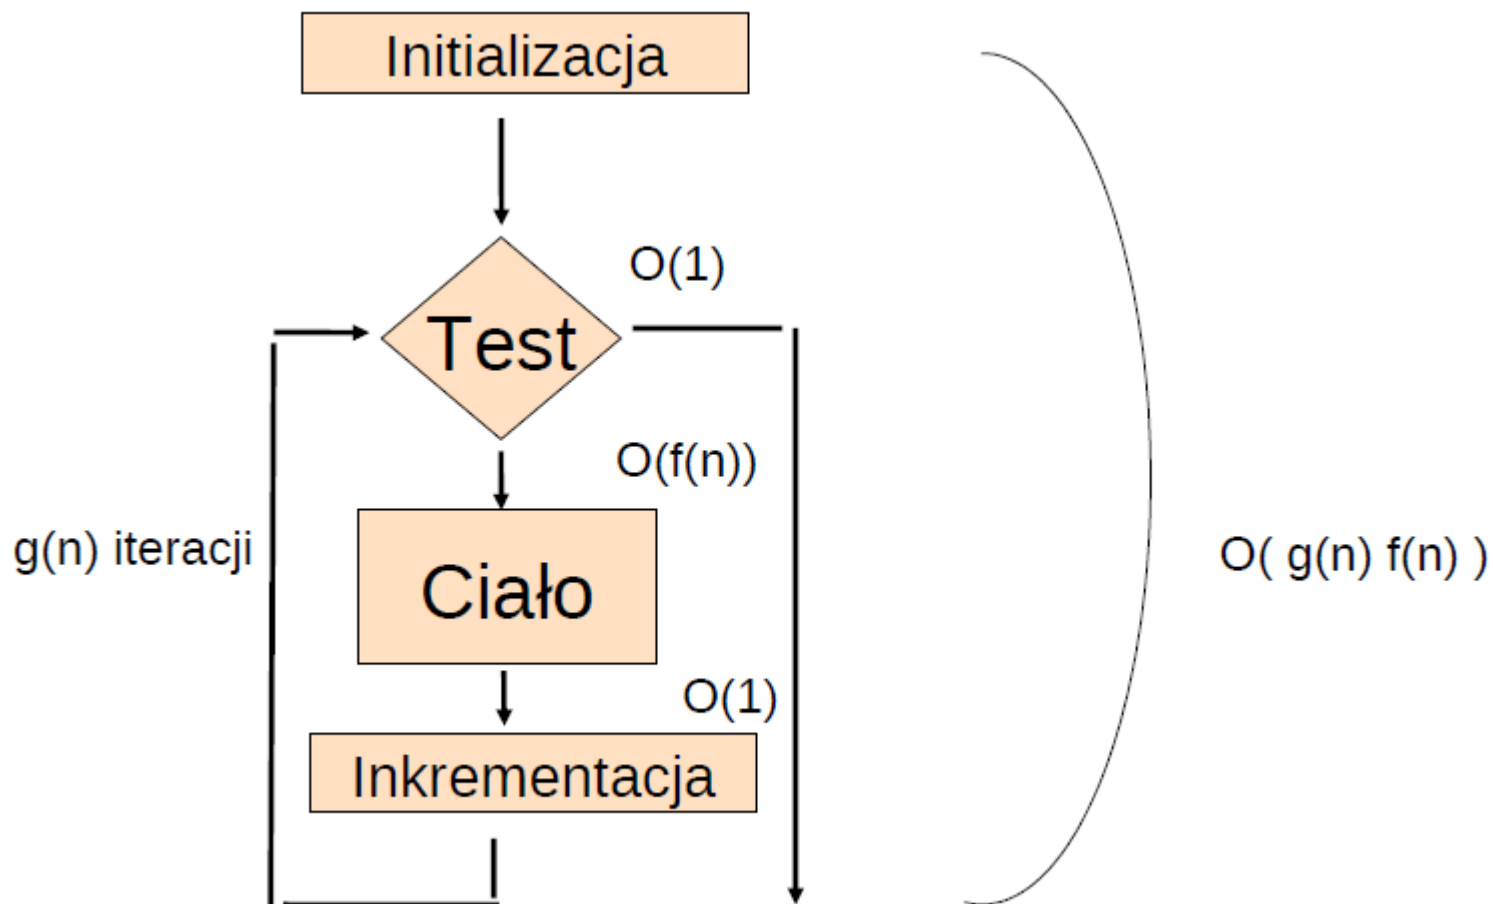 Initializacja
O(1)
Test
O(f(n))
g(n) iteracji
O( g(n) f(n) )
Ciało
O(1)
Inkrementacja